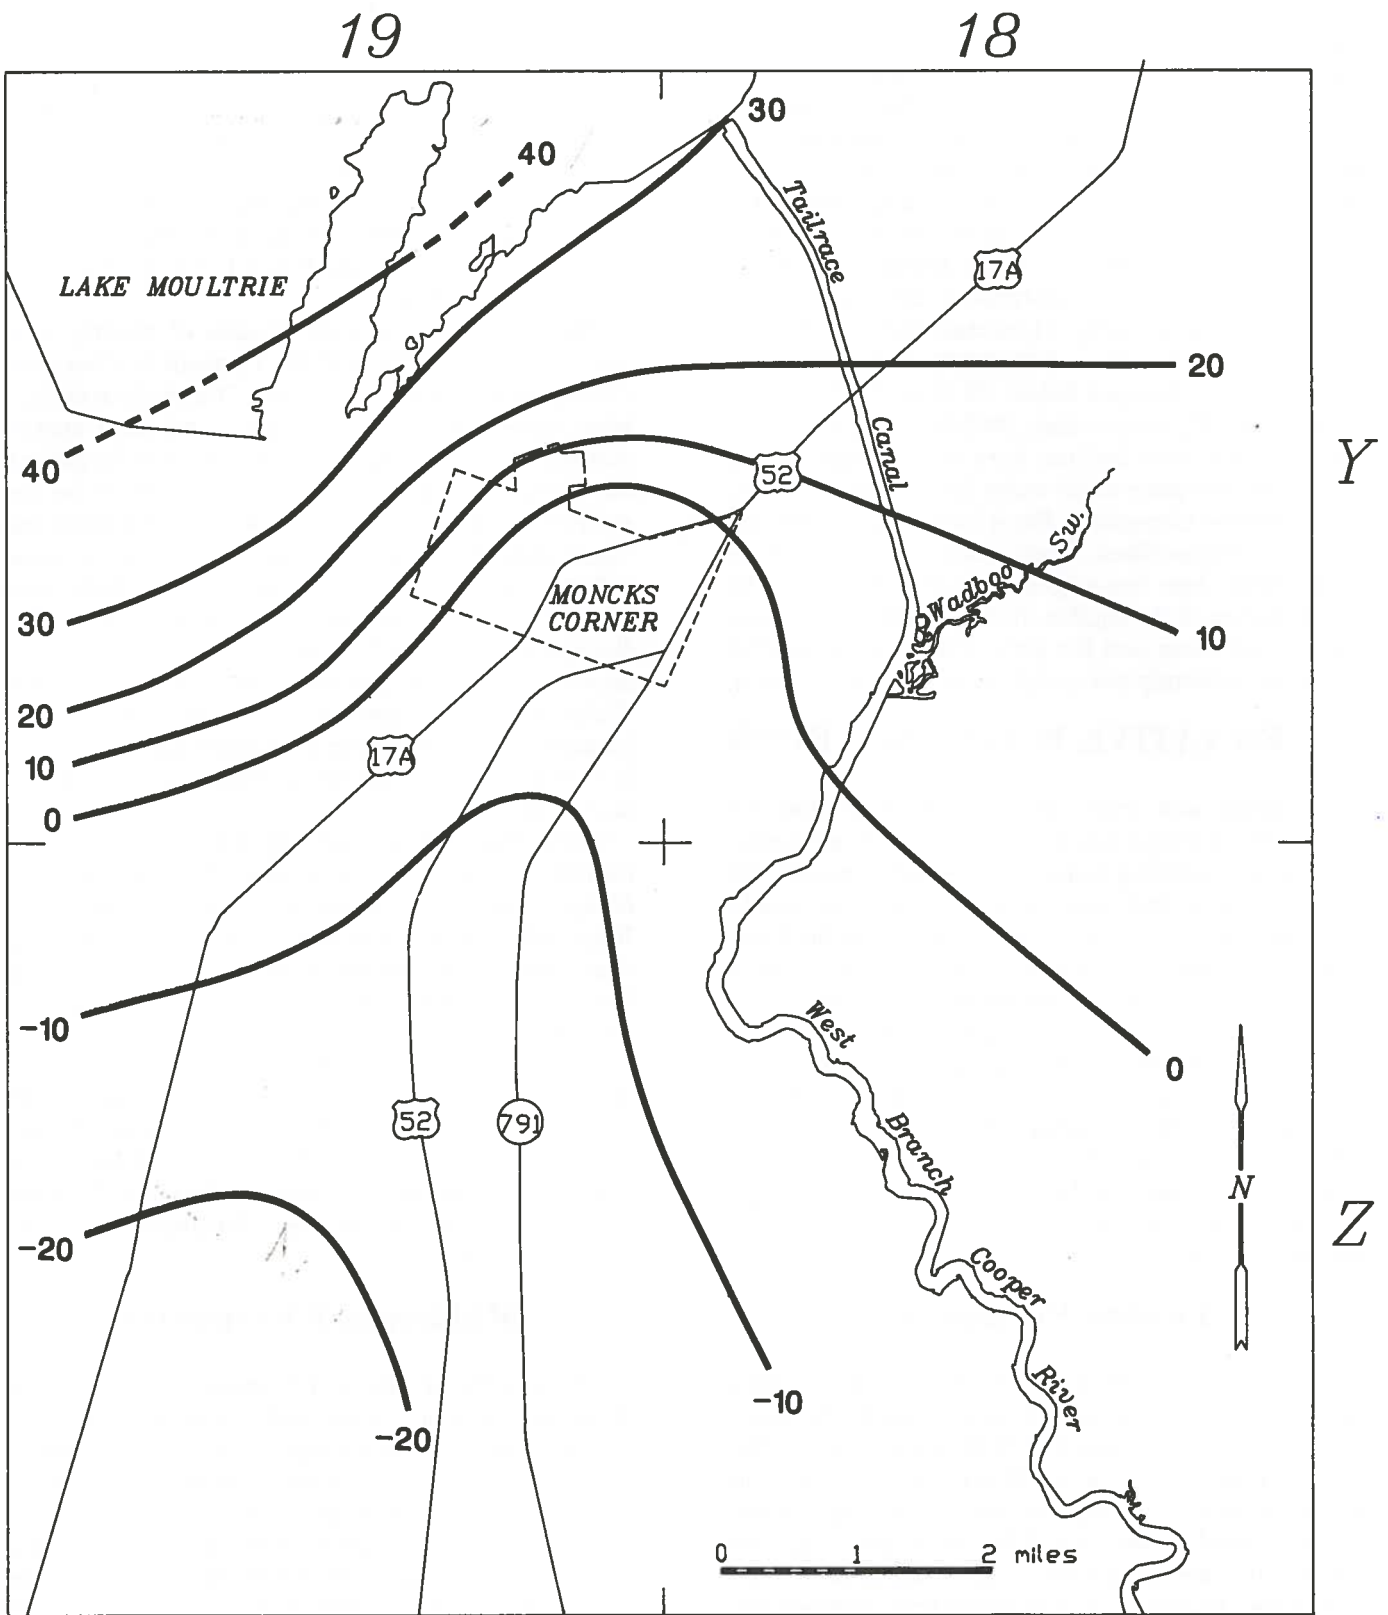 19
18
30
40
Tailrace
17A
LAKE MOULTRIE
20
Canal
Y
40
52
Sw.
Wadboo
MONCKS
CORNER
30
10
20
17A
10
0
West
-10
0
52
791
Branch
N
Z
-20
Cooper
River
-10
-20
0 1 2 miles